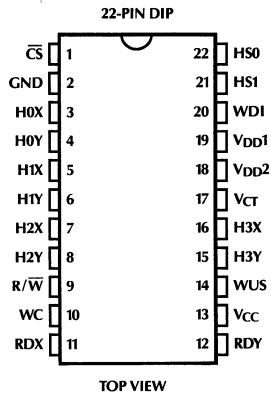 22-PIN DIP
C̅S̅ 1 22 HS0
GND 2 21 HS1
H0X 3 20 WDI
H0Y 4 19 VDD1
H1X 5 18 VDD2
H1Y 6 17 VCT
H2X 7 16 H3X
H2Y 8 15 H3Y
R/W̅ 9 14 WUS
WC 10 13 VCC
RDX 11 12 RDY
TOP VIEW